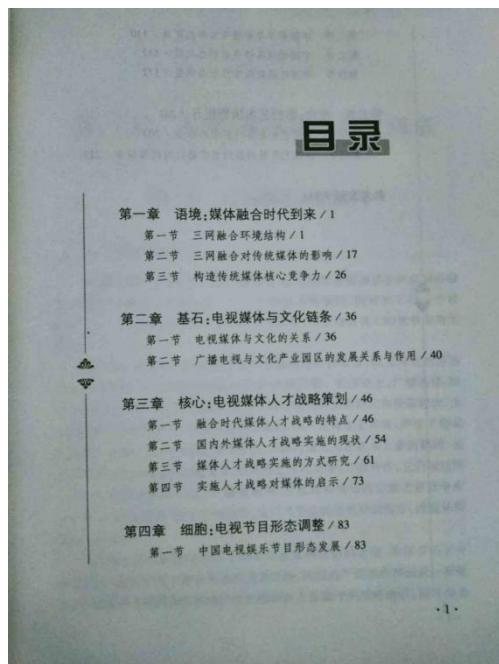 目录
第一章 语境:媒体融合时代到来/1
第一节 三网融合环境结构/1
第二节 三网融合对传统媒体的影响/17
第三节 构造传统媒体核心竞争力/26
第二章 基石:电视媒体与文化链条/36
第一节 电视媒体与文化的关系/36
第二节 广播电视与文化产业园区的发展关系与作用/40
第三章 核心:电视媒体人才战略策划/46
第一节 融合时代媒体人才战略的特点/46
第二节 国内外媒体人才战略实施的现状/54
第三节 媒体人才战略实施的方式研究/61
第四节 实施人才战略对媒体的启示/73
第四章 细胞:电视节目形态调整/83
第一节 中国电视娱乐节目形态发展/83
·1·